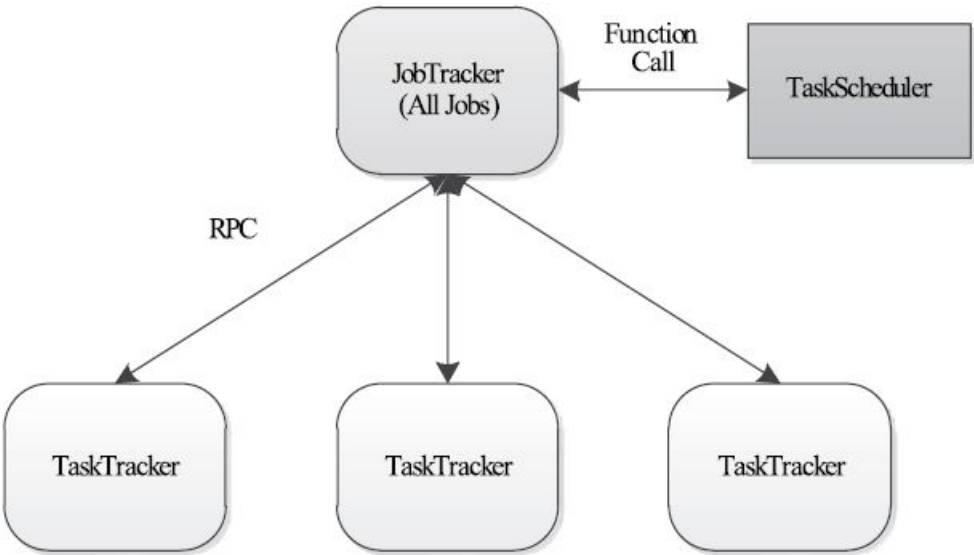 JobTracker
(All Jobs)
Function
Call
TaskScheduler
RPC
TaskTracker
TaskTracker
TaskTracker